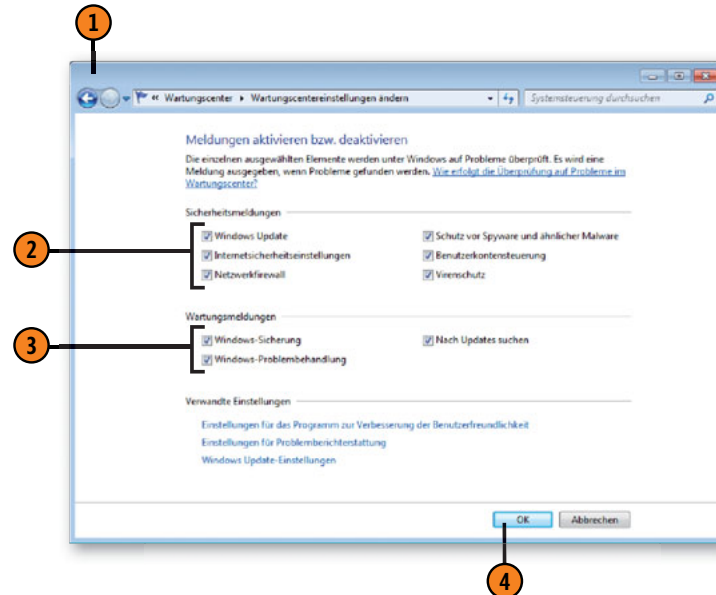 1
« Wartungscenter ▸ Wartungscentereinstellungen ändern
Systemsteuerung durchsuchen
Meldungen aktivieren bzw. deaktivieren
Die einzelnen ausgewählten Elemente werden unter Windows auf Probleme überprüft. Es wird eine
Meldung ausgegeben, wenn Probleme gefunden werden. Wie erfolgt die Überprüfung auf Probleme im
Wartungscenter?
Sicherheitsmeldungen
2
Windows Update
Schutz vor Spyware und ähnlicher Malware
Internetsicherheitseinstellungen
Benutzerkontensteuerung
Netzwerkfirewall
Virenschutz
Wartungsmeldungen
3
Windows-Sicherung
Nach Updates suchen
Windows-Problembehandlung
Verwandte Einstellungen
Einstellungen für das Programm zur Verbesserung der Benutzerfreundlichkeit
Einstellungen für Problemberichterstattung
Windows Update-Einstellungen
OK
Abbrechen
4